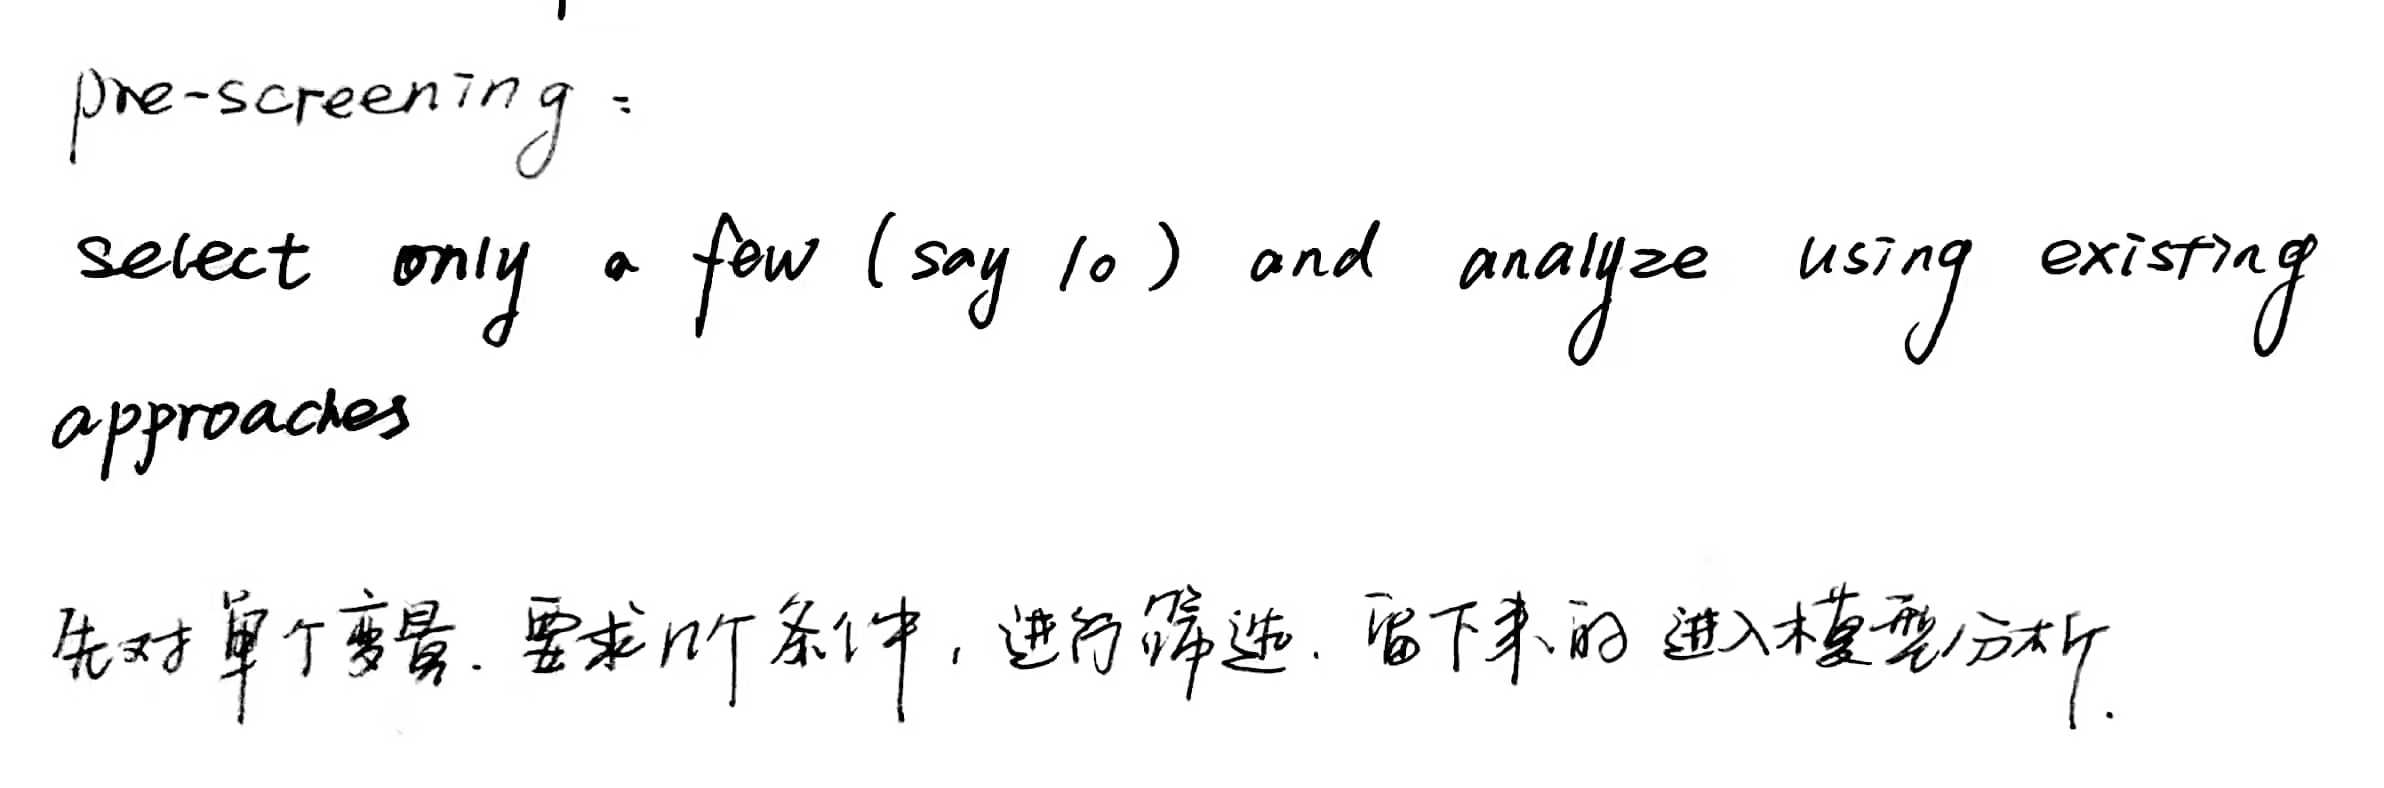 pre-screening:
select only a few (say 10) and analyze using existing
approaches
先对单个变量.要求n个条件,进行筛选.留下来的进入模型分析.